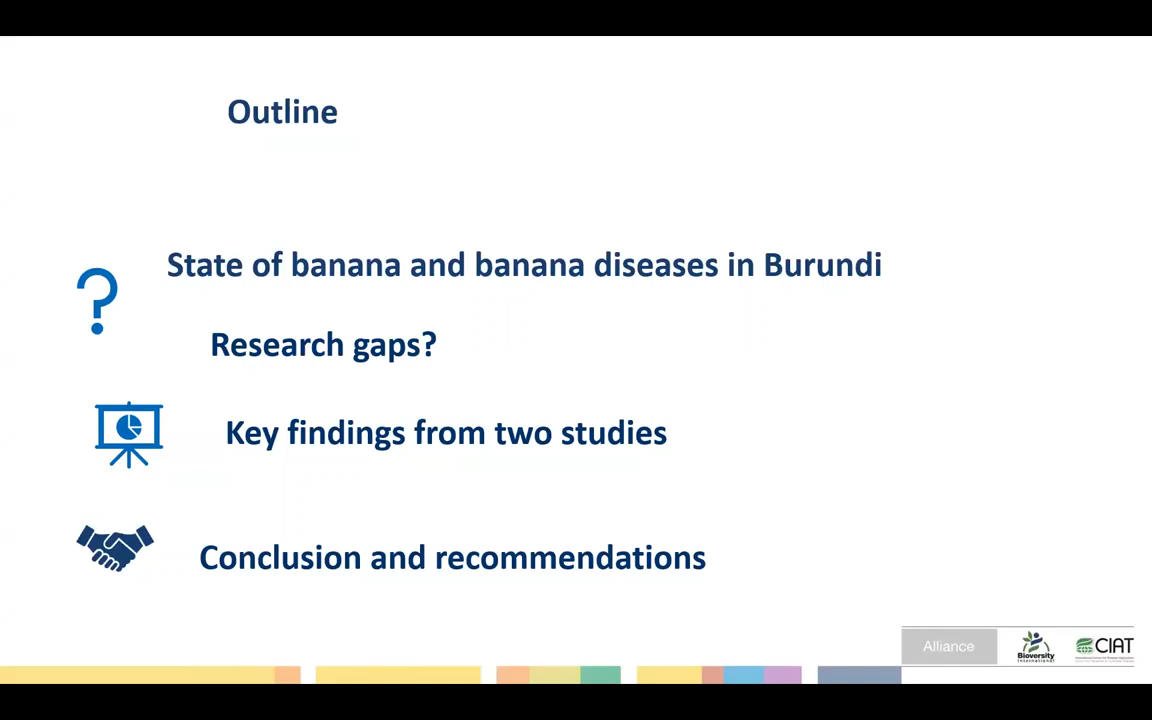 Outline
State of banana and banana diseases in Burundi
Research gaps?
Key findings from two studies
Conclusion and recommendations
Alliance
Bioversity
International
CIAT